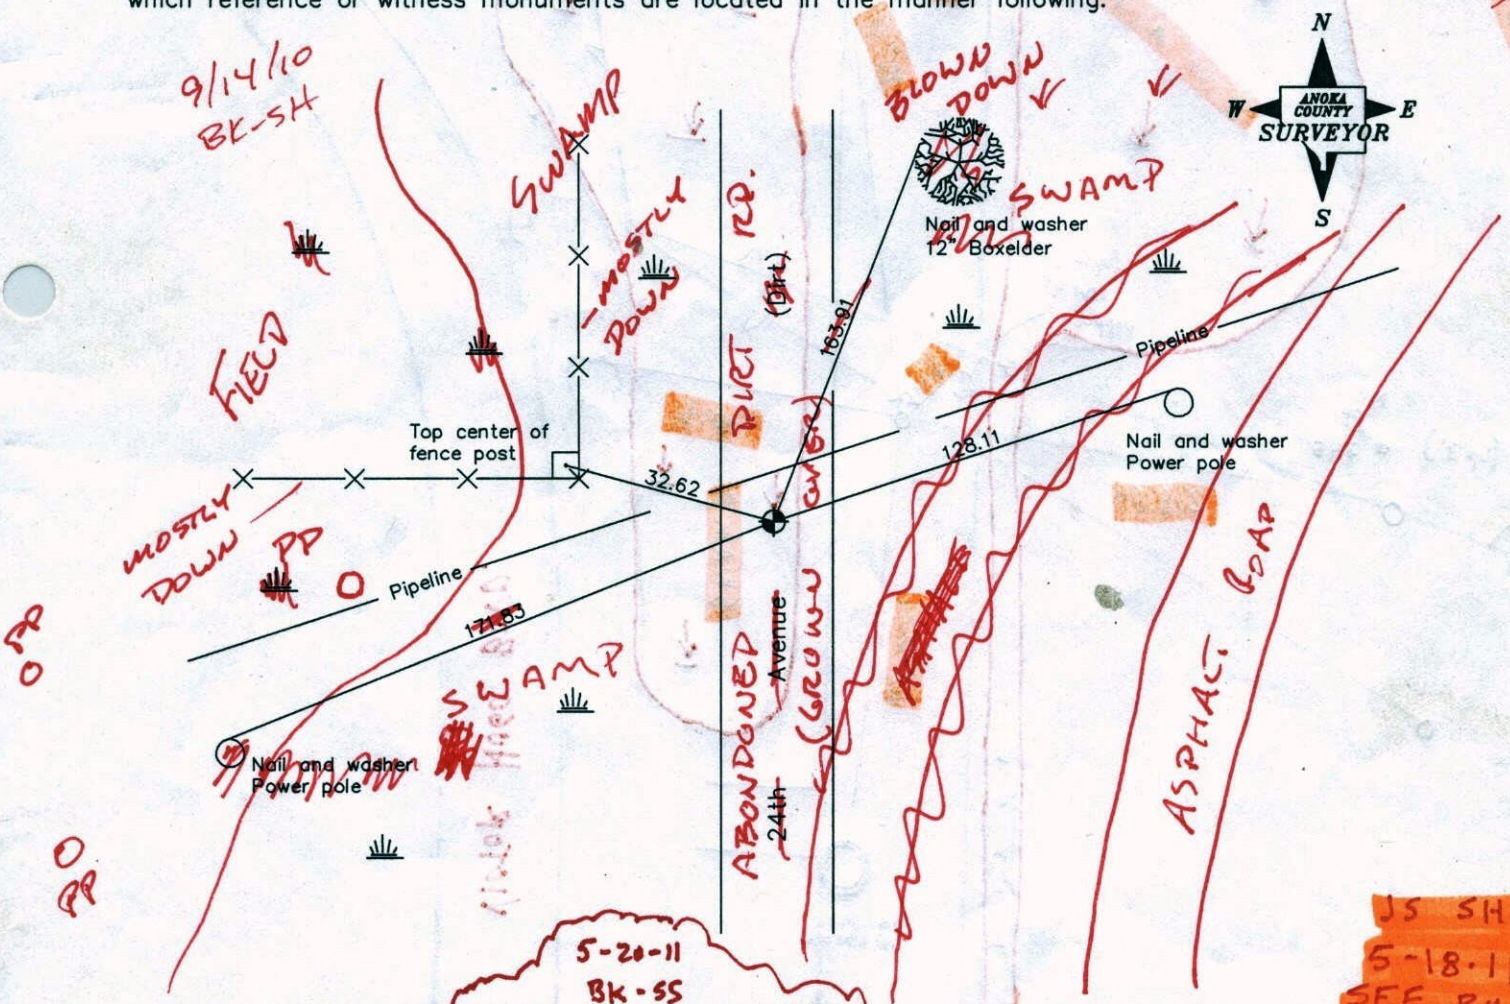 which reference or witness monuments are located in the manner following:
9/14/10
BK-SH
SWAMP
BLOWN
DOWN
N
W
ANOKA
COUNTY
E
SURVEYOR
S
SWAMP
Nail and washer
12" Boxelder
-MOSTLY
DOWN
DIRT RD.
(Dirt)
163.91
FIELD
Pipeline
Top center of
fence post
32.62
128.11
Nail and washer
Power pole
MOSTLY
DOWN
PP
Pipeline
171.83
PP
SWAMP
Nail and washer
Power pole
PP
ABONDONED
24th Avenue
(GROWN OVER)
ASPHALT ROAD
5-20-11
BK-SS
JS SH
5-18-1
SEE